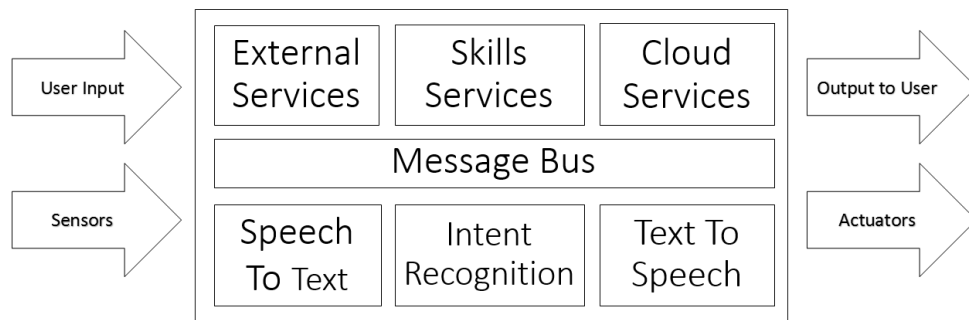 User Input
Sensors
External
Services
Skills
Services
Cloud
Services
Message Bus
Speech
To Text
Intent
Recognition
Text To
Speech
Output to User
Actuators